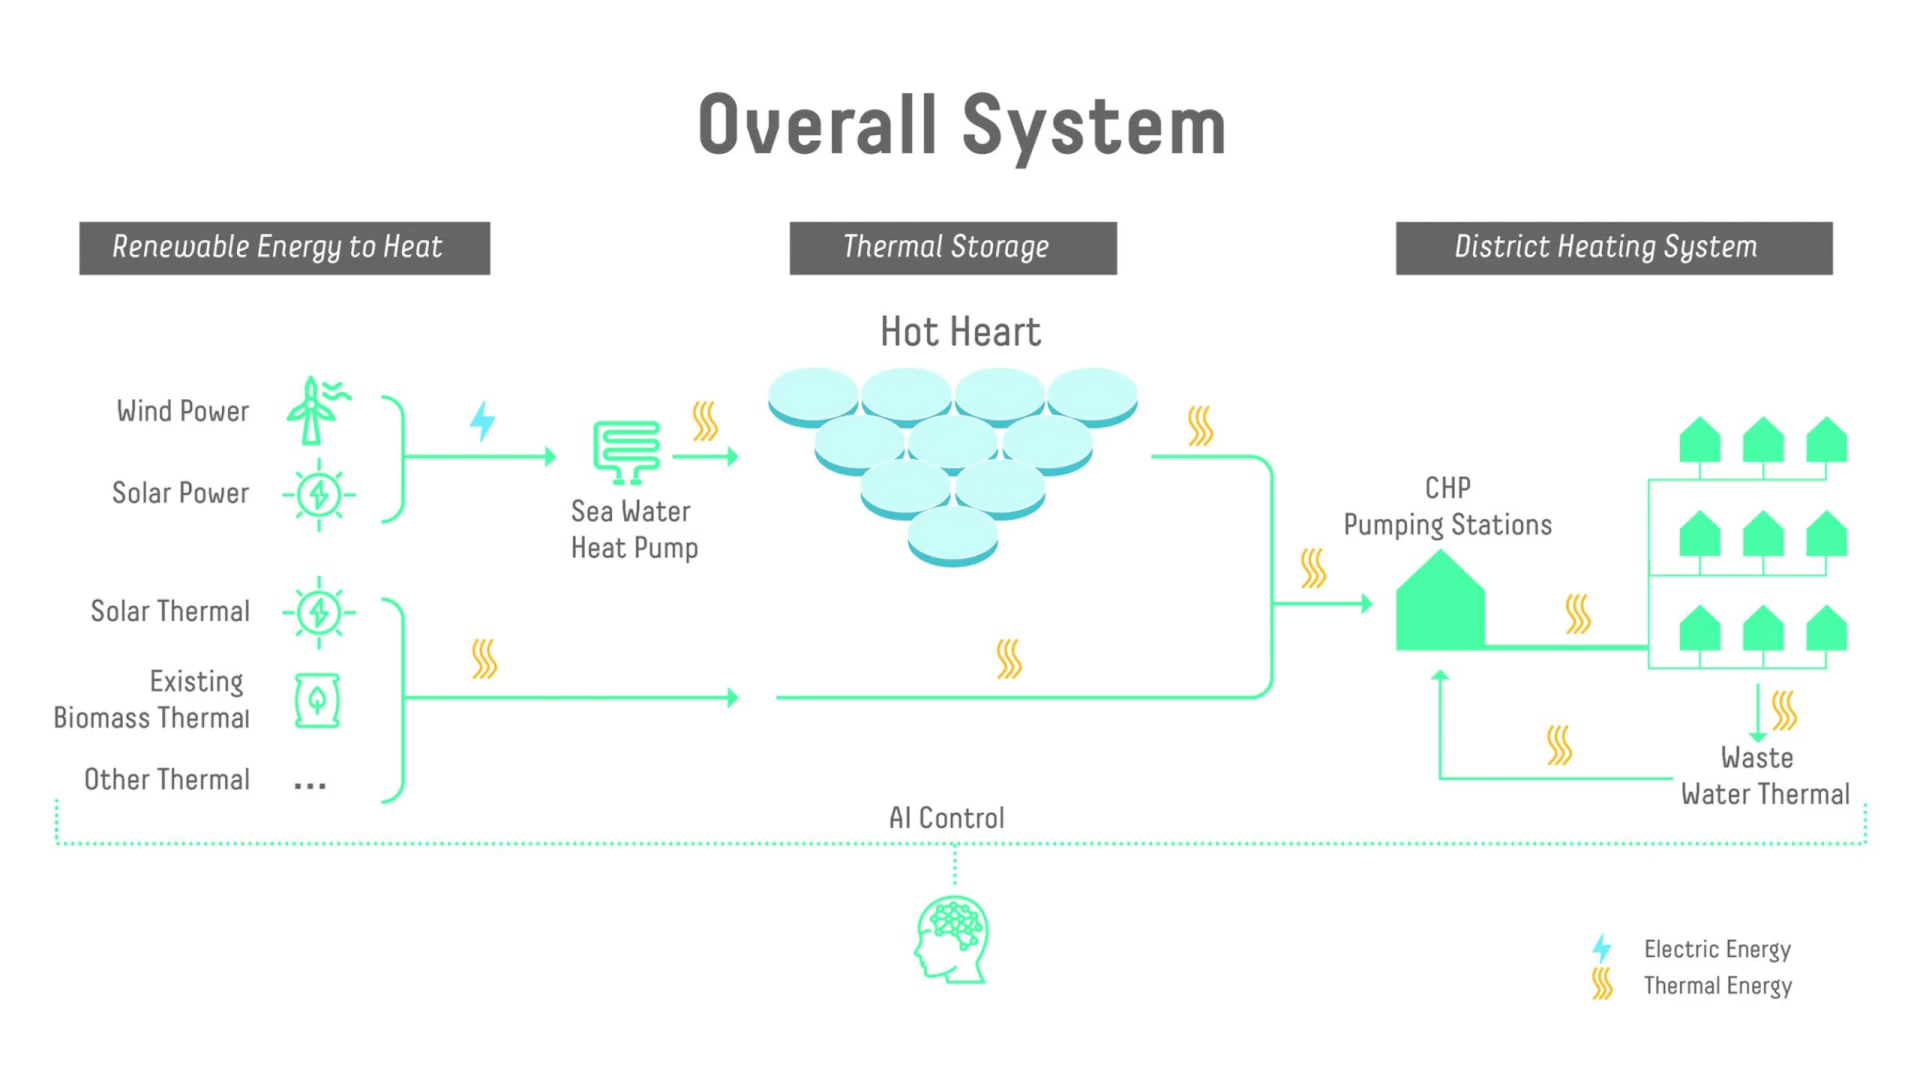 Overall System
Renewable Energy to Heat
Thermal Storage
District Heating System
Hot Heart
Wind Power
Solar Power
Sea Water
Heat Pump
Solar Thermal
Existing
Biomass Thermal
Other Thermal
...
CHP
Pumping Stations
Waste
Water Thermal
AI Control
Electric Energy
Thermal Energy